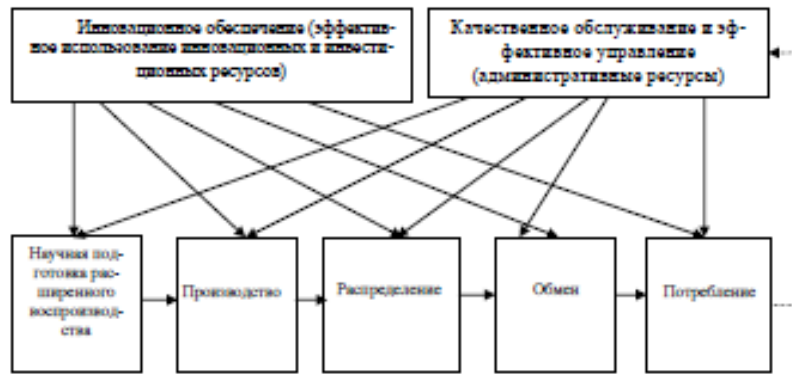 Инновационное обеспечение (эффектив-
ное использование инновационных и инвести-
ционных ресурсов)
Качественное обслуживание и эф-
фективное управление
(административные ресурсы)
Научная под-
готовка рас-
ширенного
воспроизвод-
ства
Производство
Распределение
Обмен
Потребление